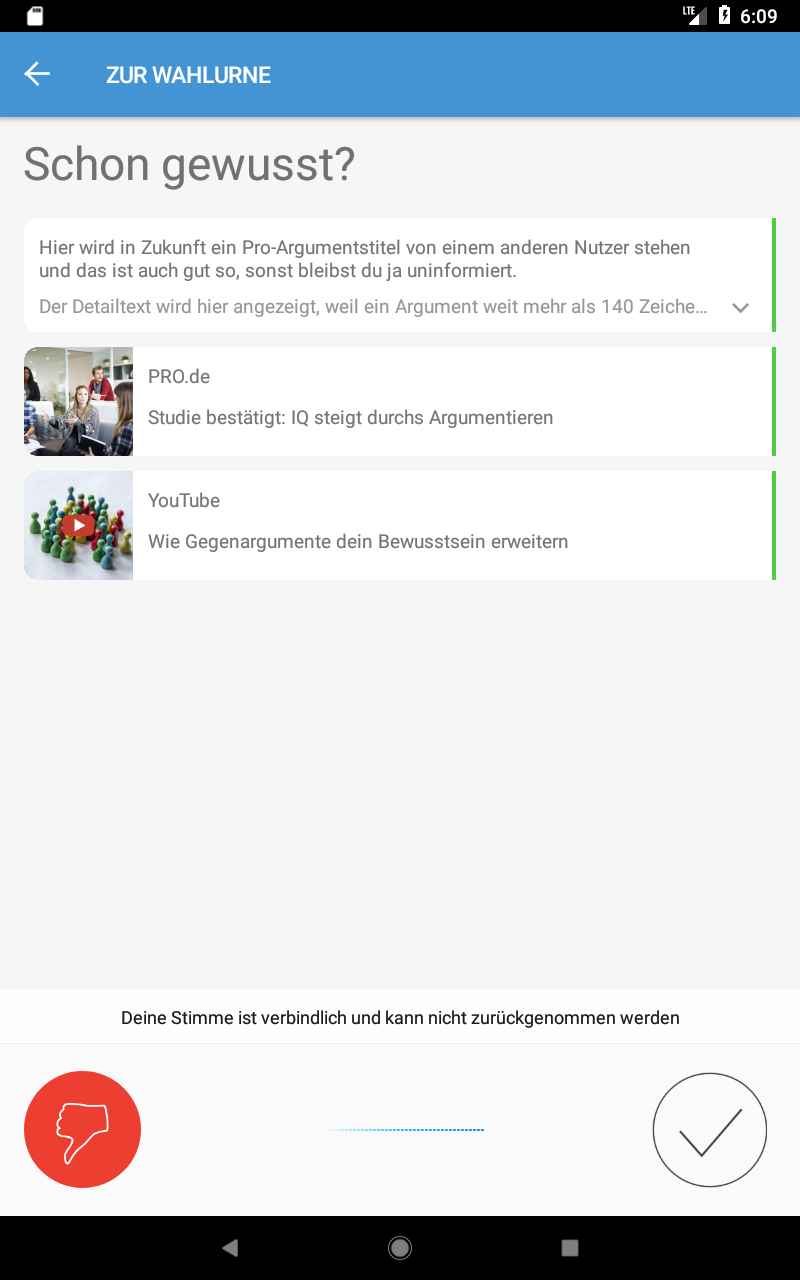 LTE 6:09
ZUR WAHLURNE
Schon gewusst?
Hier wird in Zukunft ein Pro-Argumentstitel von einem anderen Nutzer stehen
und das ist auch gut so, sonst bleibst du ja uninformiert.
Der Detailtext wird hier angezeigt, weil ein Argument weit mehr als 140 Zeiche...
PRO.de
Studie bestätigt: IQ steigt durchs Argumentieren
YouTube
Wie Gegenargumente dein Bewusstsein erweitern
Deine Stimme ist verbindlich und kann nicht zurückgenommen werden